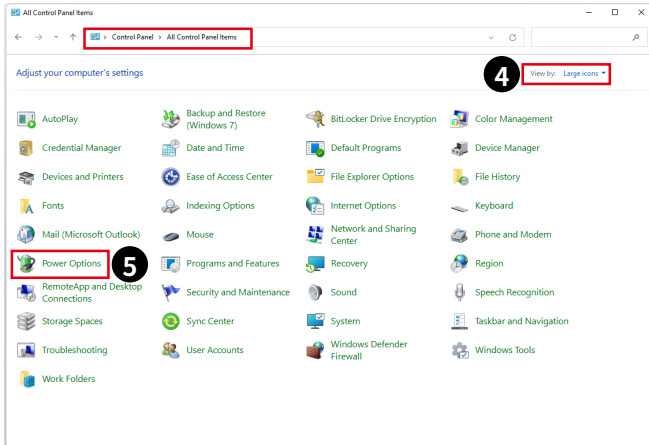 All Control Panel Items
Control Panel > All Control Panel Items
Adjust your computer's settings
4
View by: Large icons
AutoPlay
Backup and Restore
(Windows 7)
BitLocker Drive Encryption
Color Management
Credential Manager
Date and Time
Default Programs
Device Manager
Devices and Printers
Ease of Access Center
File Explorer Options
File History
Fonts
Indexing Options
Internet Options
Keyboard
Mail (Microsoft Outlook)
Mouse
Network and Sharing
Center
Phone and Modem
Power Options
5
Programs and Features
Recovery
Region
RemoteApp and Desktop
Connections
Security and Maintenance
Sound
Speech Recognition
Storage Spaces
Sync Center
System
Taskbar and Navigation
Troubleshooting
User Accounts
Windows Defender
Firewall
Windows Tools
Work Folders